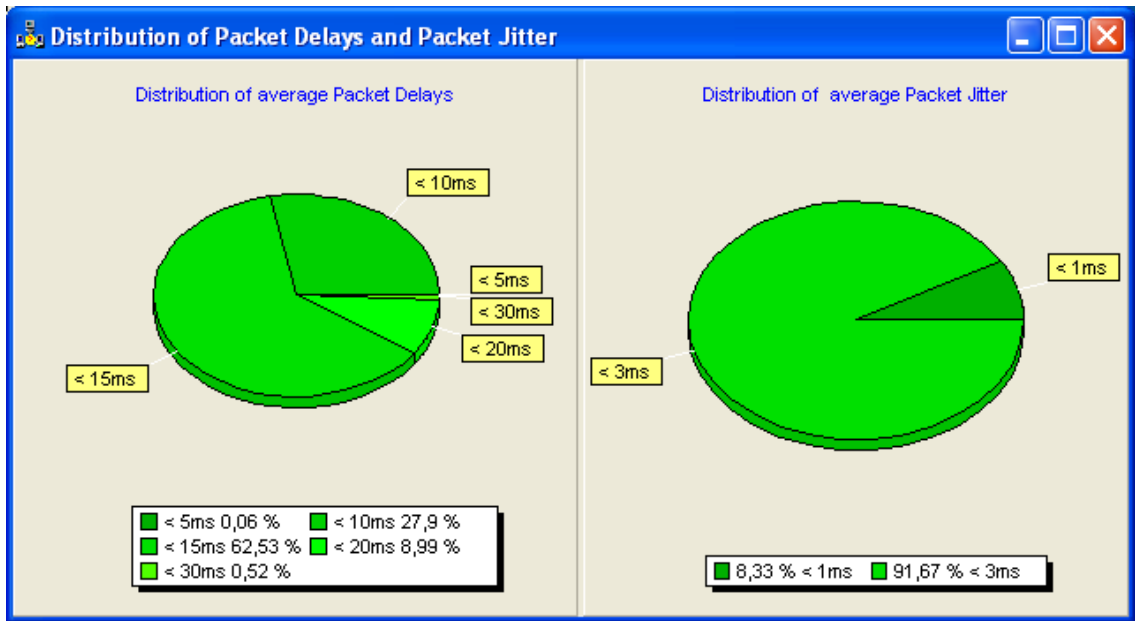 Distribution of Packet Delays and Packet Jitter
Distribution of average Packet Delays
< 10ms
< 5ms
< 30ms
< 20ms
< 15ms
< 5ms 0,06 %
< 10ms 27,9 %
< 15ms 62,53 %
< 20ms 8,99 %
< 30ms 0,52 %
Distribution of average Packet Jitter
< 1ms
< 3ms
8,33 % < 1ms
91,67 % < 3ms